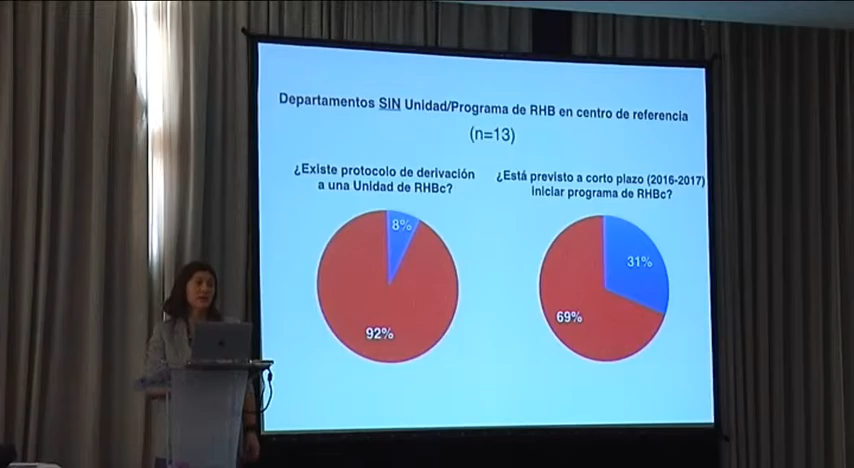 Departamentos SIN Unidad/Programa de RHB en centro de referencia
(n=13)
¿Existe protocolo de derivación
a una Unidad de RHBc?
8%
92%
¿Está previsto a corto plazo (2016-2017)
iniciar programa de RHBc?
31%
69%